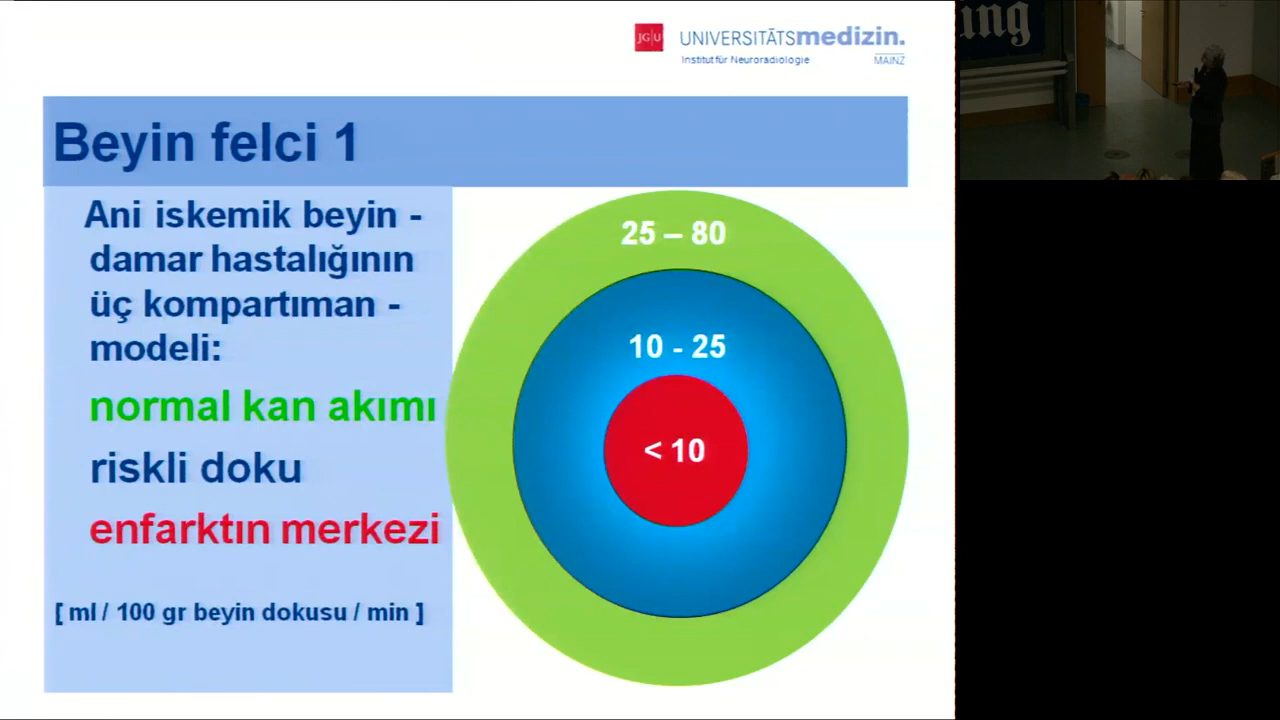 JG|U UNIVERSITÄTSmedizin.
Institut für Neuroradiologie MAINZ
Beyin felci 1
Ani iskemik beyin -
damar hastalığının
üç kompartıman -
modeli:
normal kan akımı
riskli doku
enfarktın merkezi
[ ml / 100 gr beyin dokusu / min ]
25 – 80
10 - 25
< 10